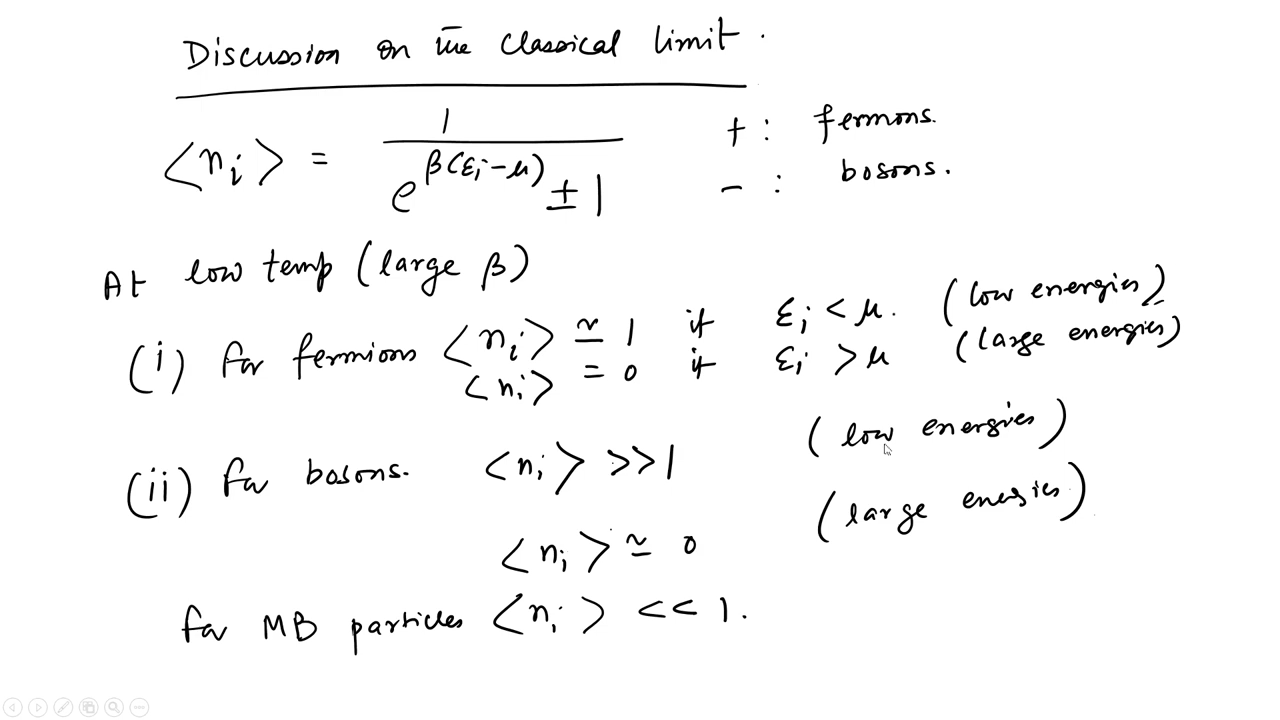 Discussion on the Classical limit.
<n_i> = 1 / e^{β(ε_i − μ)} ± 1
+ : fermons.
− : bosons.
At low temp (large β)
(i) for fermions <n_i> ≃ 1 if ε_i < μ. (low energies)
<n_i> = 0 if ε_i > μ (large energies)
(ii) for bosons. <n_i> >> 1 (low energies)
<n_i> ≃ 0 (large energies)
for MB particles <n_i> << 1.